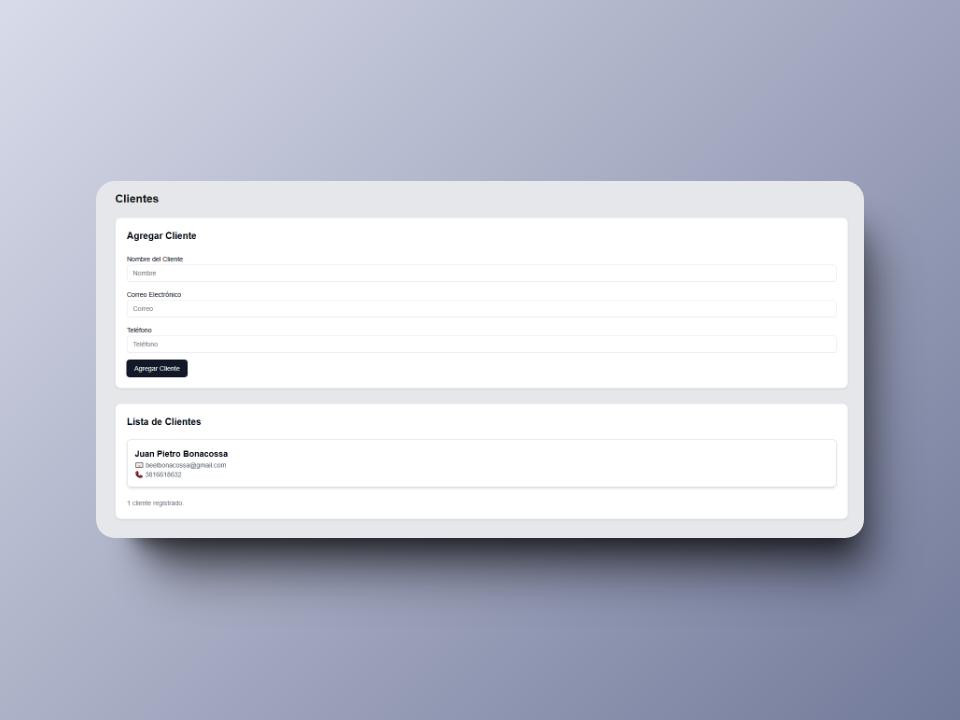 Clientes
Agregar Cliente
Nombre del Cliente
Nombre
Correo Electrónico
Correo
Teléfono
Teléfono
Agregar Cliente
Lista de Clientes
Juan Pietro Bonacossa
beeibonacossa@gmail.com
3816618632
1 cliente registrado.